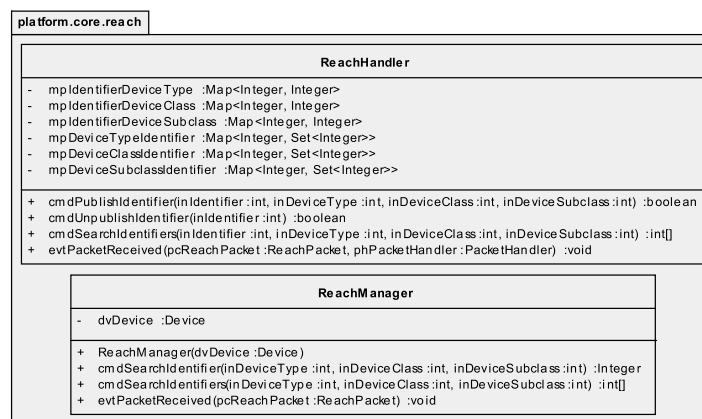 platform.core.reach
ReachHandler
- mpIdentifierDeviceType :Map<Integer, Integer>
- mpIdentifierDeviceClass :Map<Integer, Integer>
- mpIdentifierDeviceSubclass :Map<Integer, Integer>
- mpDeviceTypeIdentifier :Map<Integer, Set<Integer>>
- mpDeviceClassIdentifier :Map<Integer, Set<Integer>>
- mpDeviceSubclassIdentifier :Map<Integer, Set<Integer>>
+ cmdPublishIdentifier(inIdentifier :int, inDeviceType :int, inDeviceClass :int, inDeviceSubclass :int) :boolean
+ cmdUnpublishIdentifier(inIdentifier :int) :boolean
+ cmdSearchIdentifiers(inIdentifier :int, inDeviceType :int, inDeviceClass :int, inDeviceSubclass :int) :int[]
+ evtPacketReceived(pcReachPacket :ReachPacket, phPacketHandler :PacketHandler) :void
ReachManager
- dvDevice :Device
+ ReachManager(dvDevice :Device)
+ cmdSearchIdentifier(inDeviceType :int, inDeviceClass :int, inDeviceSubclass :int) :Integer
+ cmdSearchIdentifiers(inDeviceType :int, inDeviceClass :int, inDeviceSubclass :int) :int[]
+ evtPacketReceived(pcReachPacket :ReachPacket) :void